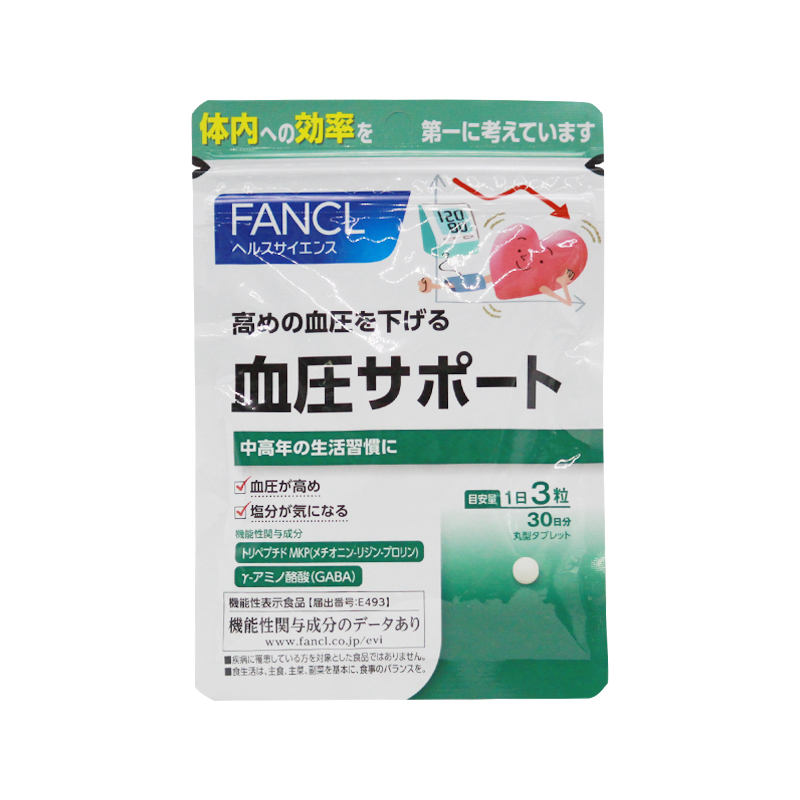 体内への効率を 第一に考えています
FANCL
ヘルスサイエンス
高めの血圧を下げる
血圧サポート
中高年の生活習慣に
血圧が高め
塩分が気になる
目安量 1日3粒
30日分
丸型タブレット
機能性関与成分
トリペプチドMKP(メチオニン-リジン-プロリン)
γ-アミノ酪酸(GABA)
機能性表示食品【届出番号:E493】
機能性関与成分のデータあり
www.fancl.co.jp/evi
■疾病に罹患している方を対象とした食品ではありません。
■食生活は、主食、主菜、副菜を基本に、食事のバランスを。